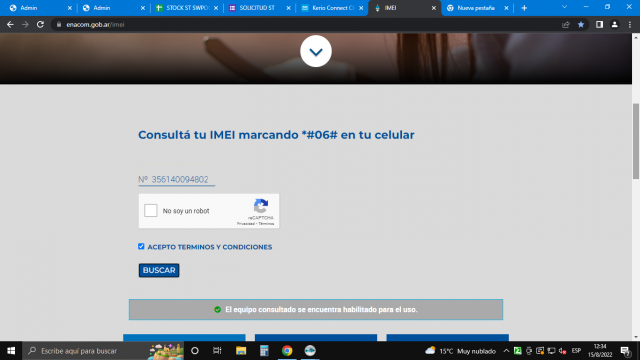 Admin
Admin
STOCK ST SWPO
SOLICITUD ST
Kerio Connect C
IMEI
Nueva pestaña
enacom.gob.ar/imei
Consultá tu IMEI marcando *#06# en tu celular
Nº 356140094802
No soy un robot
reCAPTCHA
Privacidad - Términos
ACEPTO TERMINOS Y CONDICIONES
BUSCAR
El equipo consultado se encuentra habilitado para el uso.
Escribe aquí para buscar
15°C Muy nublado
ESP
12:34
15/8/2022